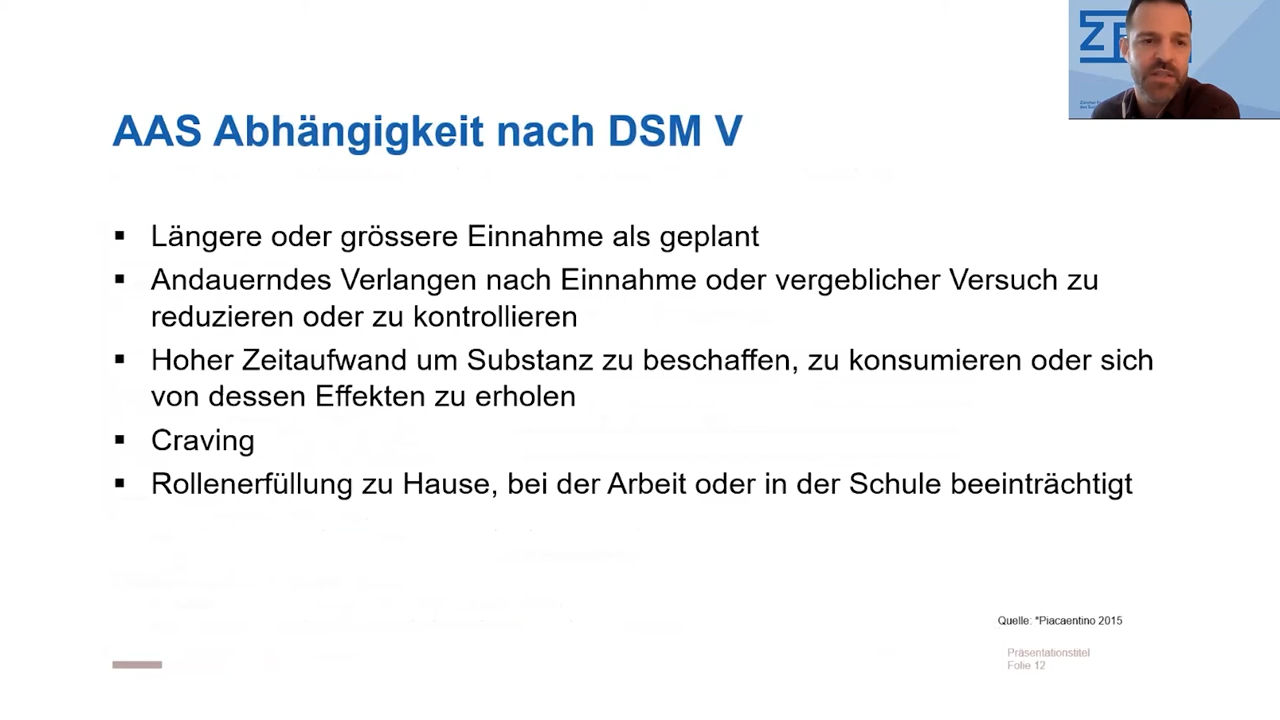 AAS Abhängigkeit nach DSM V
▪ Längere oder grössere Einnahme als geplant
▪ Andauerndes Verlangen nach Einnahme oder vergeblicher Versuch zu
reduzieren oder zu kontrollieren
▪ Hoher Zeitaufwand um Substanz zu beschaffen, zu konsumieren oder sich
von dessen Effekten zu erholen
▪ Craving
▪ Rollenerfüllung zu Hause, bei der Arbeit oder in der Schule beeinträchtigt
Quelle: *Piacaentino 2015
Präsentationstitel
Folie 12